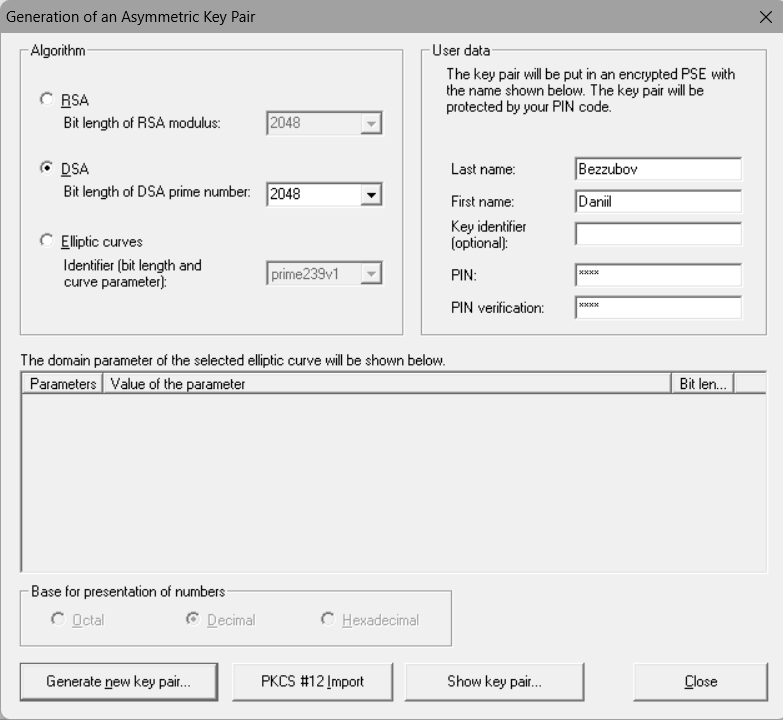 Generation of an Asymmetric Key Pair
Algorithm
RSA
Bit length of RSA modulus: 2048
DSA
Bit length of DSA prime number: 2048
Elliptic curves
Identifier (bit length and
curve parameter): prime239v1
User data
The key pair will be put in an encrypted PSE with
the name shown below. The key pair will be
protected by your PIN code.
Last name: Bezzubov
First name: Daniil
Key identifier
(optional):
PIN: ****
PIN verification: ****
The domain parameter of the selected elliptic curve will be shown below.
Parameters Value of the parameter Bit len...
Base for presentation of numbers
Octal Decimal Hexadecimal
Generate new key pair... PKCS #12 Import Show key pair... Close